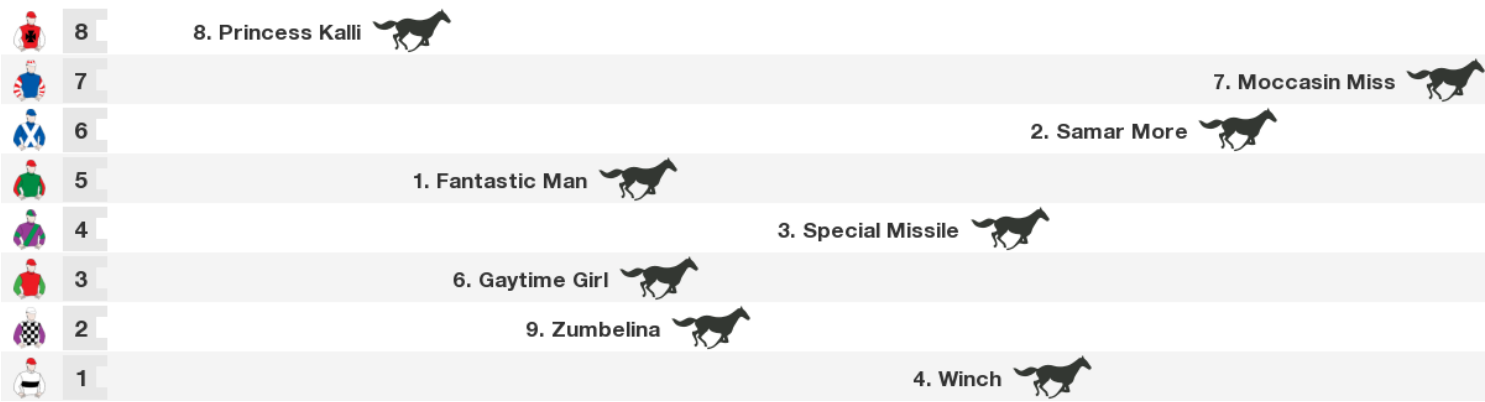 8 8. Princess Kalli
7 7. Moccasin Miss
6 2. Samar More
5 1. Fantastic Man
4 3. Special Missile
3 6. Gaytime Girl
2 9. Zumbelina
1 4. Winch